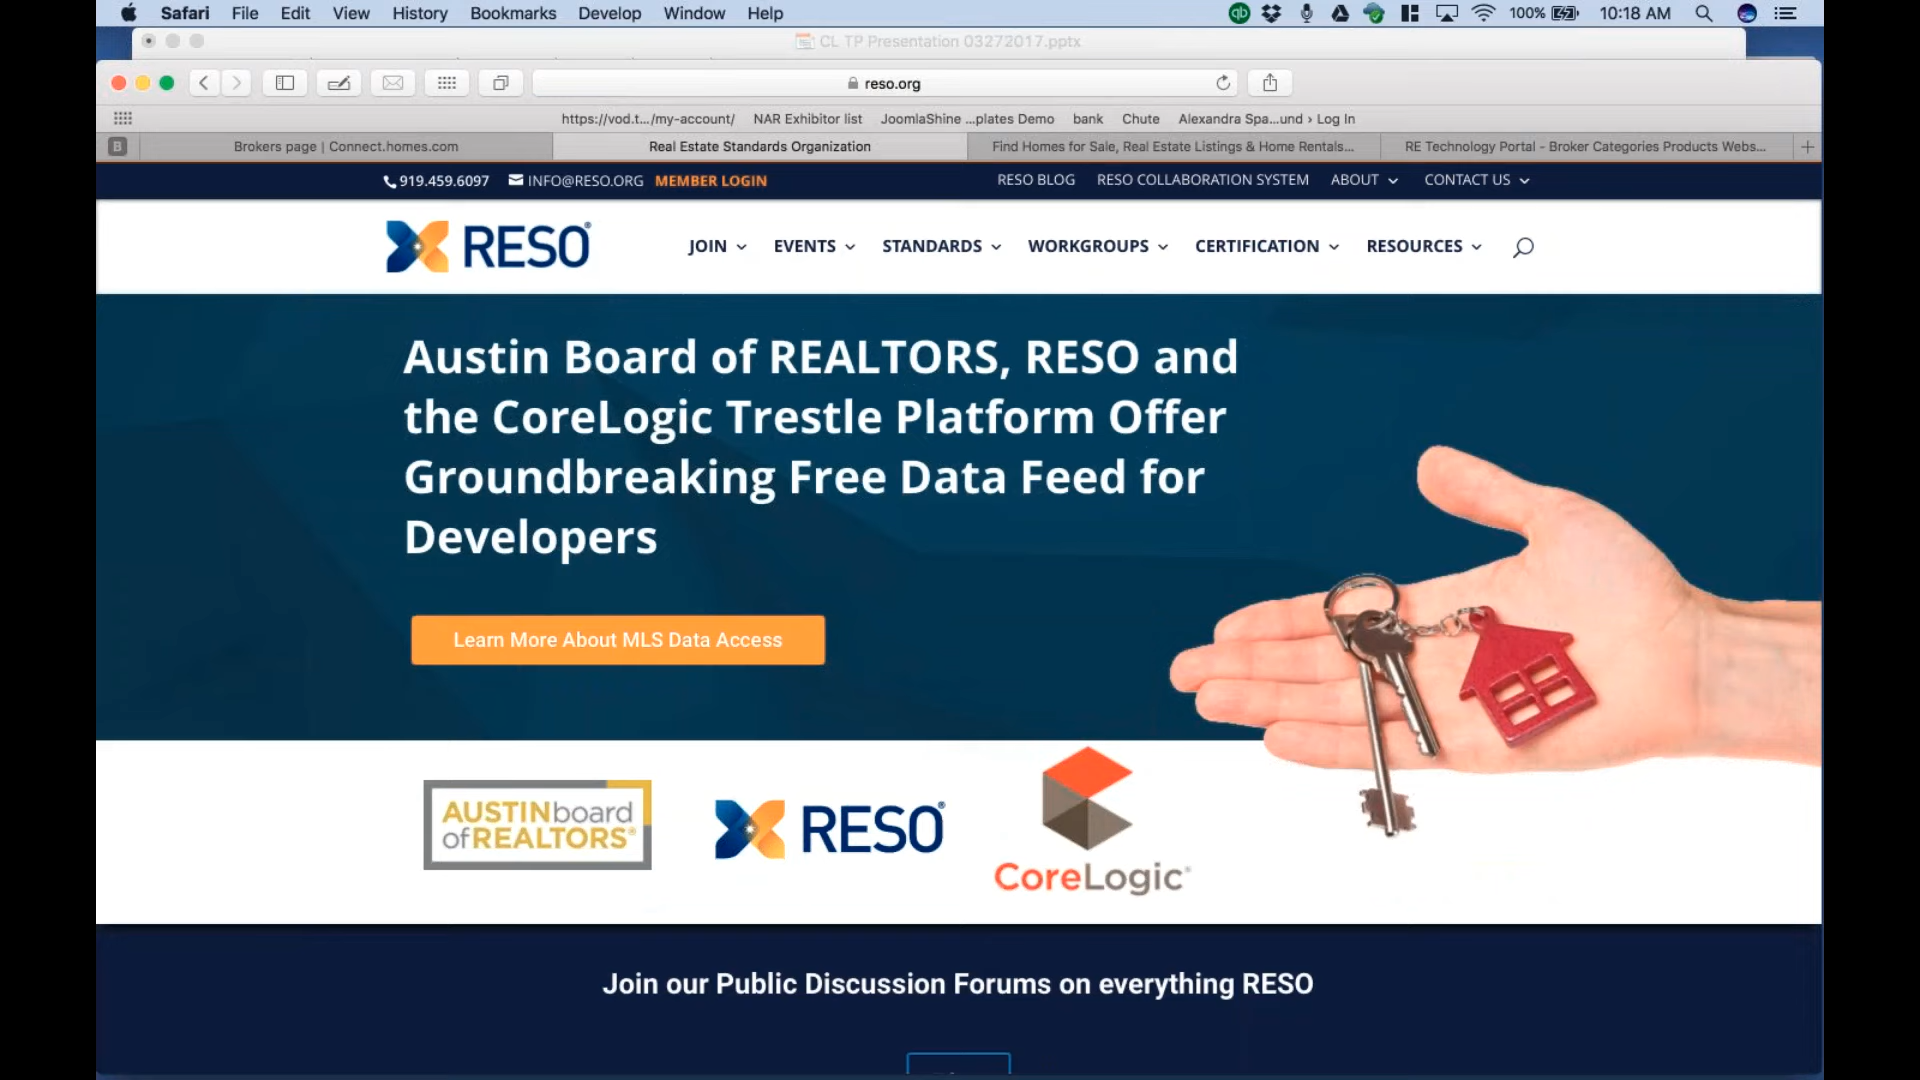 Safari File Edit View History Bookmarks Develop Window Help 100% 10:18 AM
CL TP Presentation 03272017.pptx
reso.org
https://vod.t.../my-account/ NAR Exhibitor list JoomlaShine ...plates Demo bank Chute Alexandra Spa...und › Log In
B Brokers page | Connect.homes.com Real Estate Standards Organization Find Homes for Sale, Real Estate Listings & Home Rentals... RE Technology Portal - Broker Categories Products Webs...
919.459.6097 INFO@RESO.ORG MEMBER LOGIN RESO BLOG RESO COLLABORATION SYSTEM ABOUT CONTACT US
RESO® JOIN EVENTS STANDARDS WORKGROUPS CERTIFICATION RESOURCES
Austin Board of REALTORS, RESO and
the CoreLogic Trestle Platform Offer
Groundbreaking Free Data Feed for
Developers
Learn More About MLS Data Access
AUSTINboard
ofREALTORS®
RESO®
CoreLogic®
Join our Public Discussion Forums on everything RESO